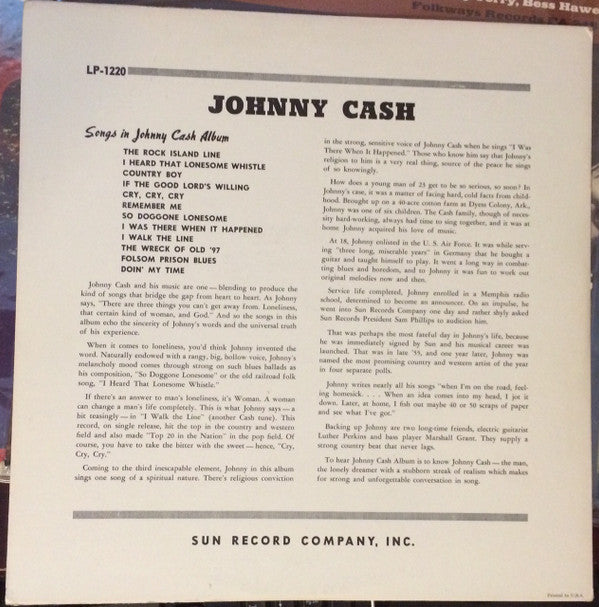 rry, Bess Hawe
Folkways Records FA
LP-1220
JOHNNY CASH
Songs in Johnny Cash Album
THE ROCK ISLAND LINE
I HEARD THAT LONESOME WHISTLE
COUNTRY BOY
IF THE GOOD LORD'S WILLING
CRY, CRY, CRY
REMEMBER ME
SO DOGGONE LONESOME
I WAS THERE WHEN IT HAPPENED
I WALK THE LINE
THE WRECK OF OLD '97
FOLSOM PRISON BLUES
DOIN' MY TIME
Johnny Cash and his music are one — blending to produce the
kind of songs that bridge the gap from heart to heart. As Johnny
says, "There are three things you can't get away from. Loneliness,
that certain kind of woman, and God." And so the songs in this
album echo the sincerity of Johnny's words and the universal truth
of his experience.
When it comes to loneliness, you'd think Johnny invented the
word. Naturally endowed with a rangy, big, hollow voice, Johnny's
melancholy mood comes through strong on such blues ballads as
his composition, "So Doggone Lonesome" or the old railroad folk
song, "I Heard That Lonesome Whistle."
If there's an answer to man's loneliness, it's Woman. A woman
can change a man's life completely. This is what Johnny says — a
bit teasingly — in "I Walk the Line" (another Cash tune). This
record, on single release, hit the top in the country and western
field and also made "Top 20 in the Nation" in the pop field. Of
course, you have to take the bitter with the sweet — hence, "Cry,
Cry, Cry."
Coming to the third inescapable element, Johnny in this album
sings one song of a spiritual nature. There's religious conviction
in the strong, sensitive voice of Johnny Cash when he sings "I Was
There When It Happened." Those who know him say that Johnny's
religion to him is a very real thing, source of the peace he sings
of so knowingly.
How does a young man of 23 get to be so serious, so soon? In
Johnny's case, it was a matter of facing hard, cold facts from child-
hood. Brought up on a 40-acre cotton farm at Dyess Colony, Ark.,
Johnny was one of six children. The Cash family, though of neces-
sity hard-working, always had time to sing together, and it was at
home Johnny acquired his love of music.
At 18, Johnny enlisted in the U. S. Air Force. It was while serv-
ing "three long, miserable years" in Germany that he bought a
guitar and taught himself to play. It went a long way in combat-
ting blues and boredom, and to Johnny it was fun to work out
original melodies now and then.
Service life completed, Johnny enrolled in a Memphis radio
school, determined to become an announcer. On an impulse, he
went into Sun Records Company one day and rather shyly asked
Sun Records President Sam Phillips to audition him.
That was perhaps the most fateful day in Johnny's life, because
he was immediately signed by Sun and his musical career was
launched. That was in late '55, and one year later, Johnny was
named the most promising country and western artist of the year
in four separate polls.
Johnny writes nearly all his songs "when I'm on the road, feel-
ing homesick. . . . When an idea comes into my head, I jot it
down. Later, at home, I fish out maybe 40 or 50 scraps of paper
and see what I've got."
Backing up Johnny are two long-time friends, electric guitarist
Luther Perkins and bass player Marshall Grant. They supply a
strong country beat that never lags.
To hear Johnny Cash Album is to know Johnny Cash — the man,
the lonely dreamer with a stubborn streak of realism which makes
for strong and unforgettable conversation in song.
SUN RECORD COMPANY, INC.
Printed in U.S.A.